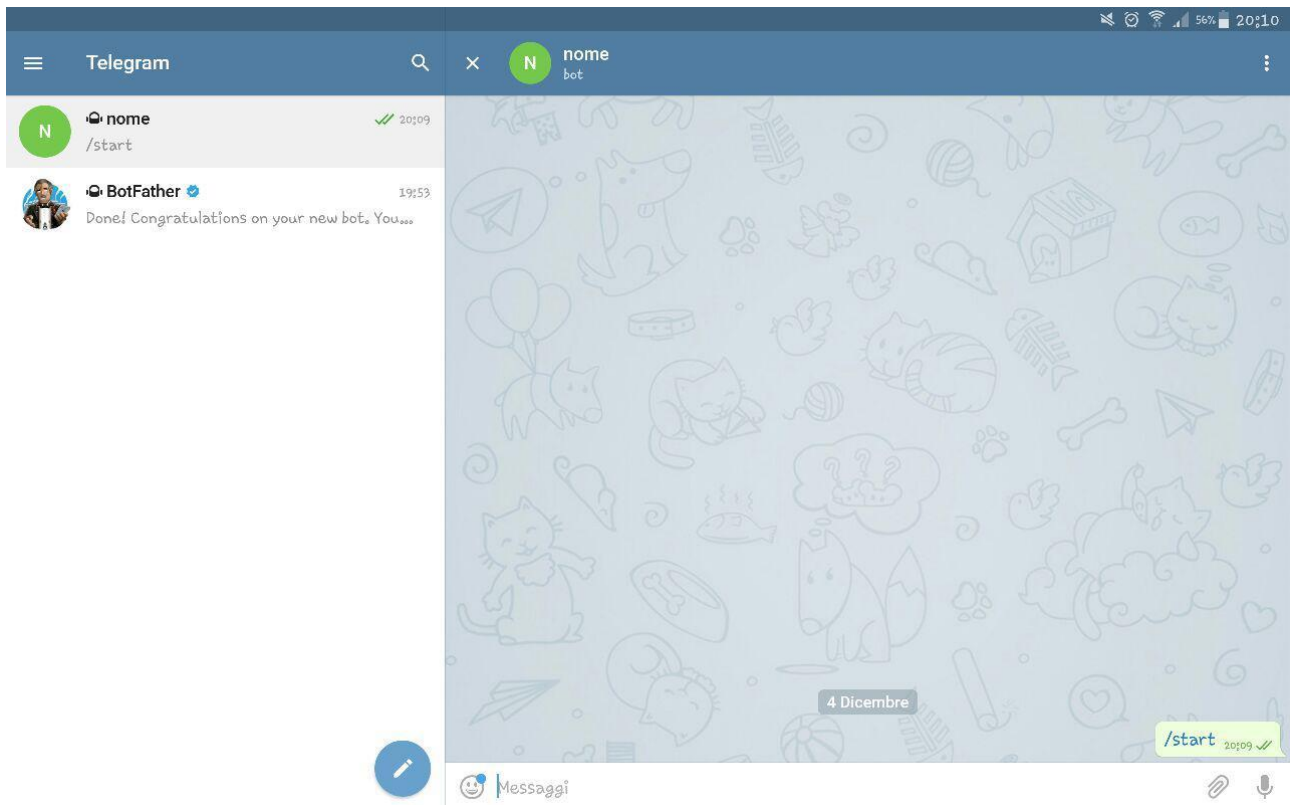 56% 20:10
Telegram
nome
bot
N
N
nome
20:09
/start
BotFather
19:53
Done! Congratulations on your new bot. You...
4 Dicembre
/start 20:09
Messaggi
???